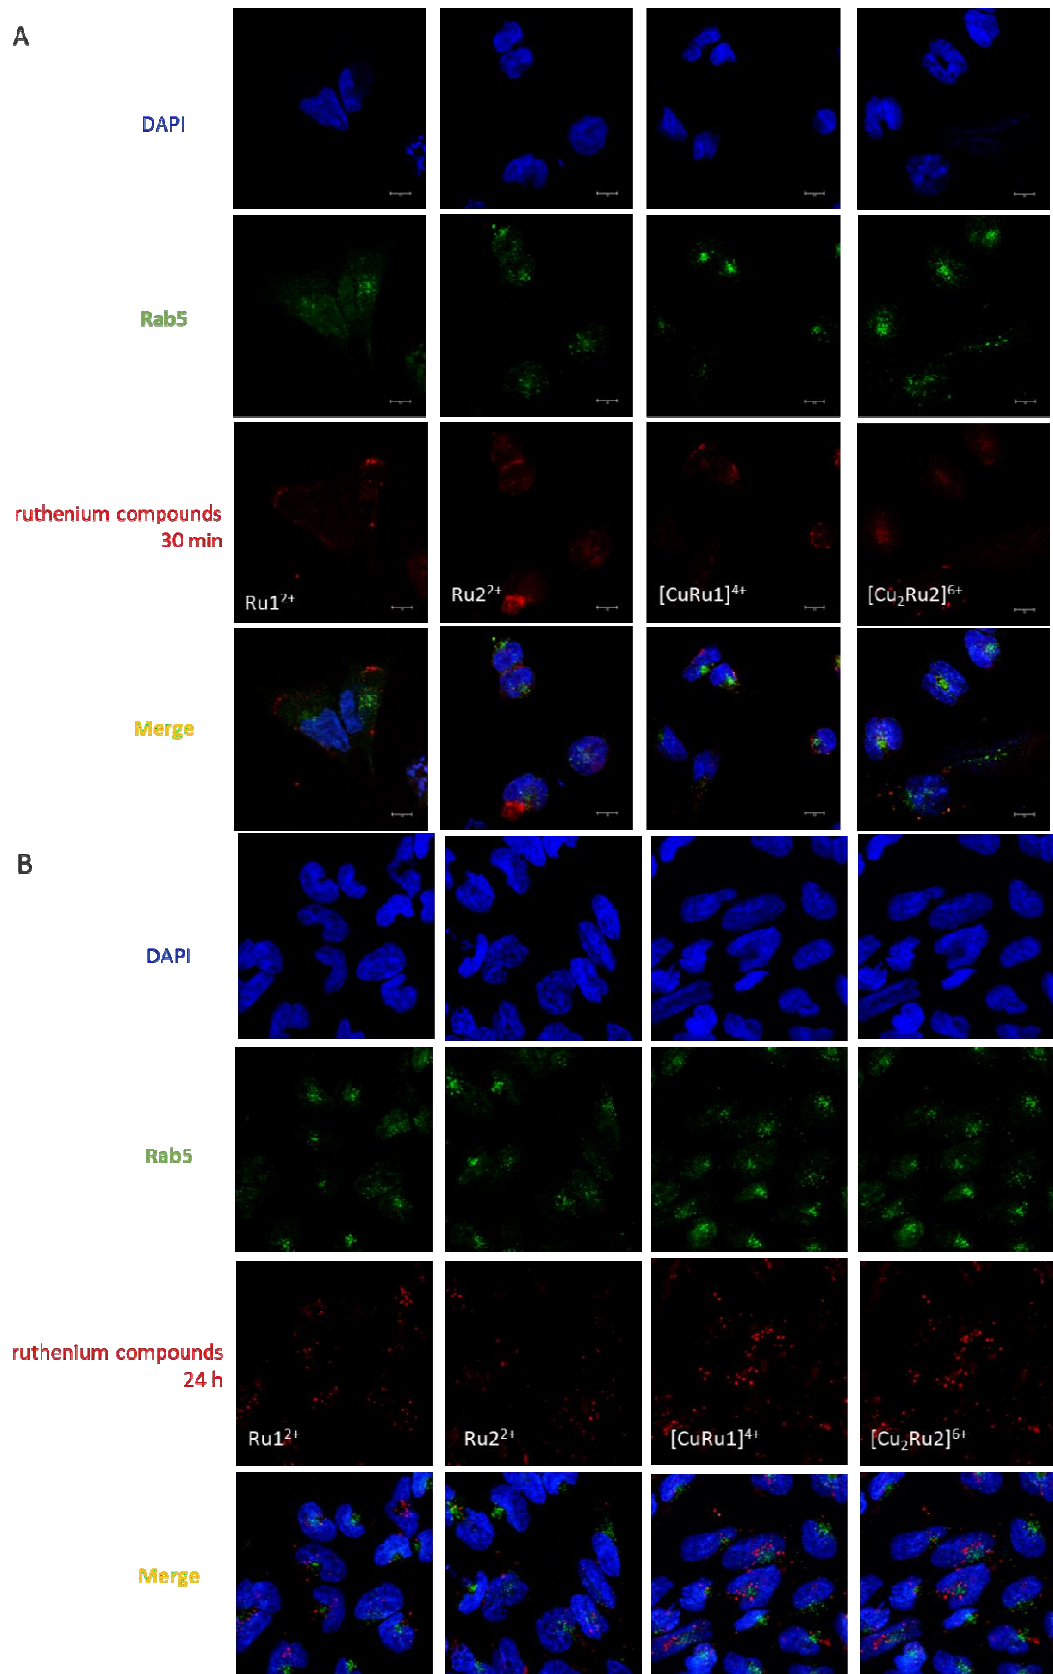 A
DAPI
Rab5
ruthenium compounds
30 min
Ru1²⁺
Ru2²⁺
[CuRu1]⁴⁺
[Cu₂Ru2]⁶⁺
Merge
B
DAPI
Rab5
ruthenium compounds
24 h
Ru1²⁺
Ru2²⁺
[CuRu1]⁴⁺
[Cu₂Ru2]⁶⁺
Merge